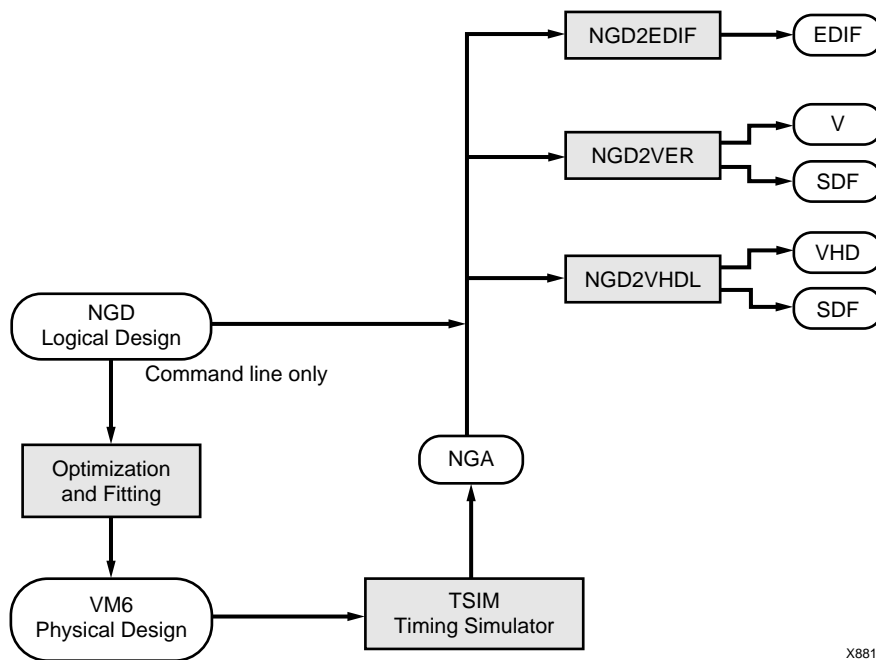 NGD2EDIF
EDIF
NGD2VER
V
SDF
NGD2VHDL
VHD
SDF
NGD
Logical Design
Command line only
NGA
Optimization
and Fitting
VM6
Physical Design
TSIM
Timing Simulator
X881